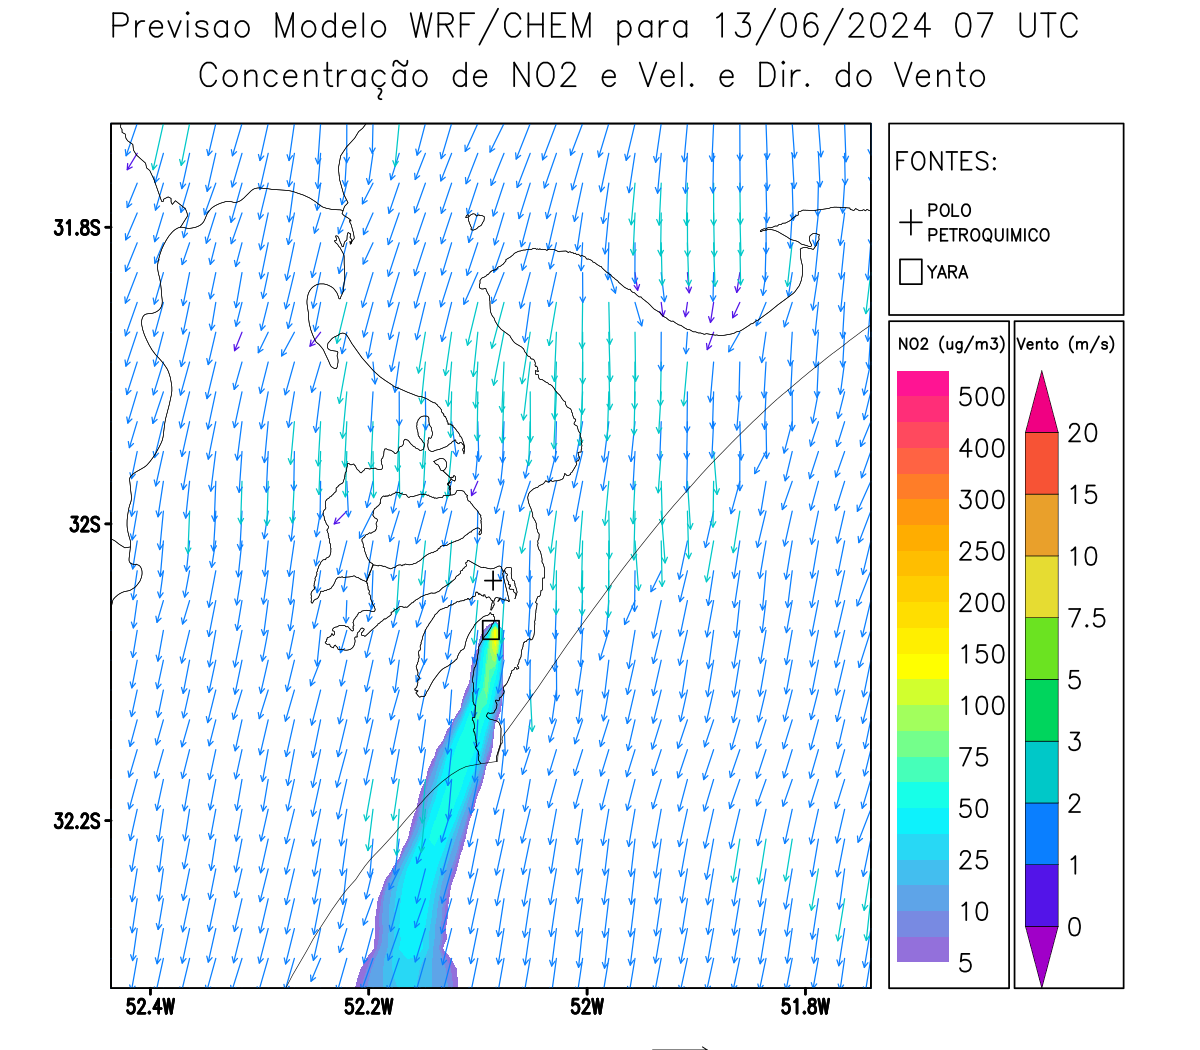 Previsao Modelo WRF/CHEM para 13/06/2024 07 UTC
Concentração de NO2 e Vel. e Dir. do Vento
FONTES:
POLO
PETROQUIMICO
YARA
31.8S
32S
32.2S
52.4W
52.2W
52W
51.8W
NO2 (ug/m3)
500
400
300
250
200
150
100
75
50
25
10
5
Vento (m/s)
20
15
10
7.5
5
3
2
1
0